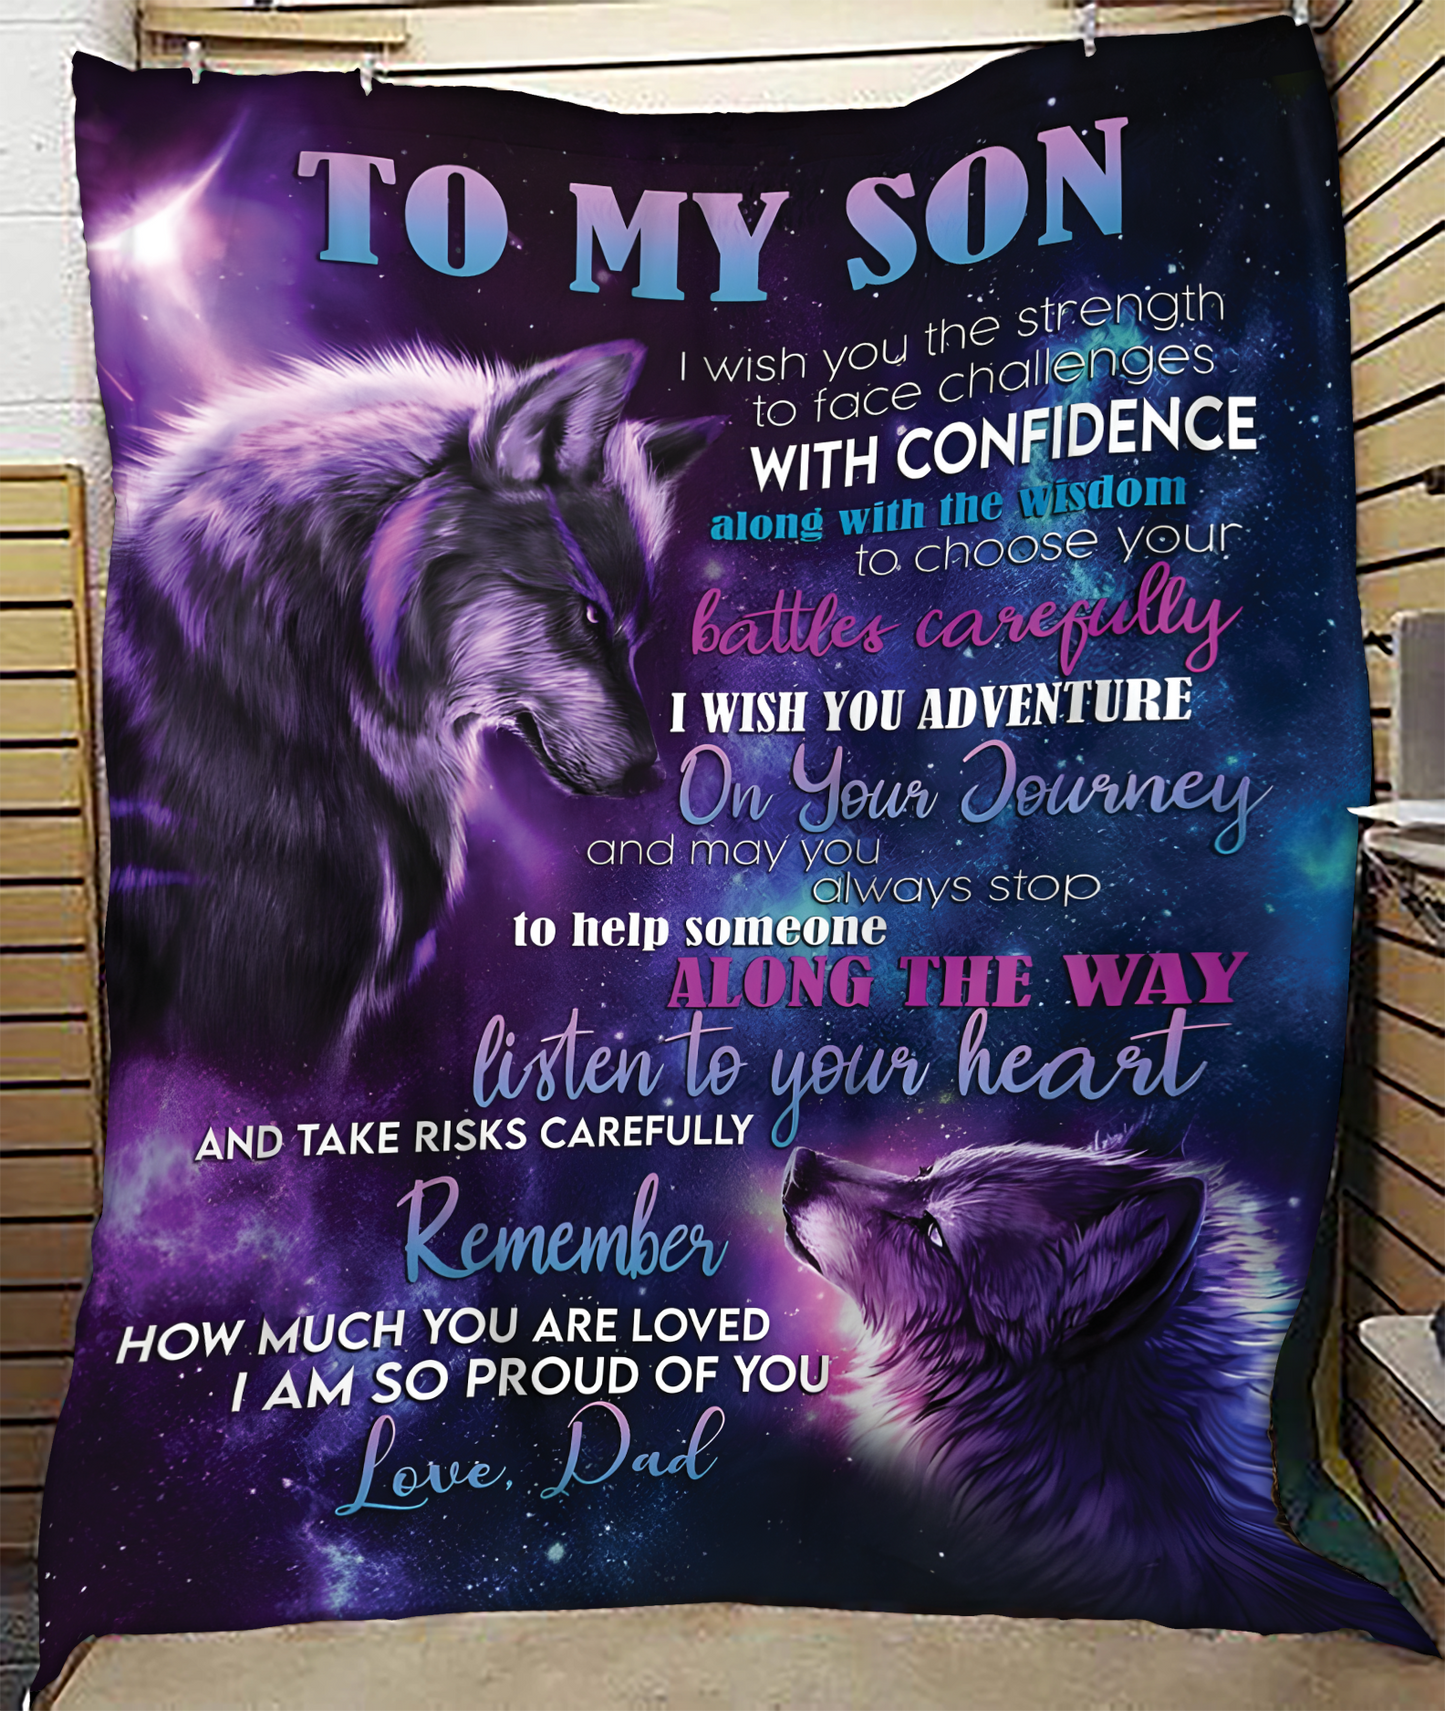 TO MY SON
I wish you the strength
to face challenges
WITH CONFIDENCE
along with the wisdom
to choose your
battles carefully
I WISH YOU ADVENTURE
On Your Journey
and may you
always stop
to help someone
ALONG THE WAY
listen to your heart
AND TAKE RISKS CAREFULLY
Remember
HOW MUCH YOU ARE LOVED
I AM SO PROUD OF YOU
Love, Dad